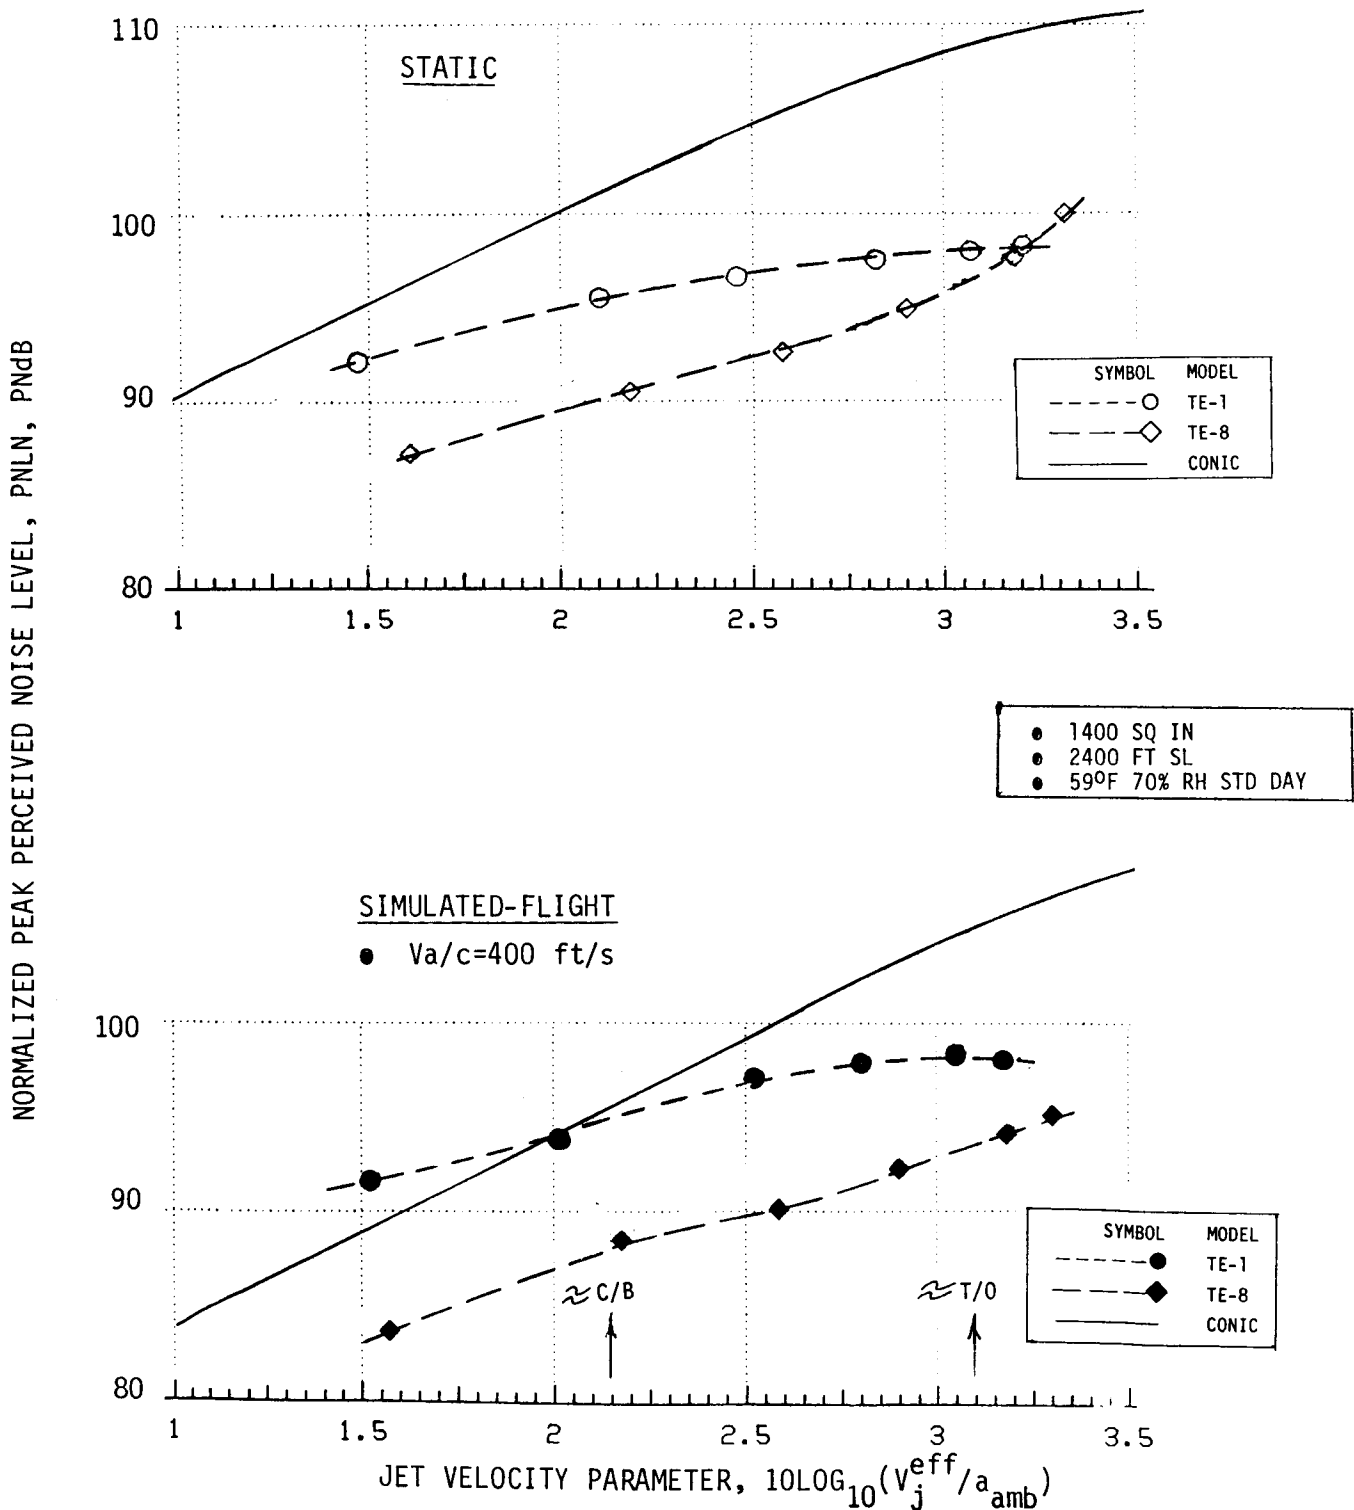 NORMALIZED PEAK PERCEIVED NOISE LEVEL, PNLN, PNdB
110
100
90
80
STATIC
SYMBOL MODEL
TE-1
TE-8
CONIC
1 1.5 2 2.5 3 3.5
• 1400 SQ IN
• 2400 FT SL
• 59ºF 70% RH STD DAY
SIMULATED-FLIGHT
• Va/c=400 ft/s
100
90
80
≈ C/B
≈ T/O
SYMBOL MODEL
TE-1
TE-8
CONIC
1 1.5 2 2.5 3 3.5
JET VELOCITY PARAMETER, 10LOG10(Vjeff/aamb)